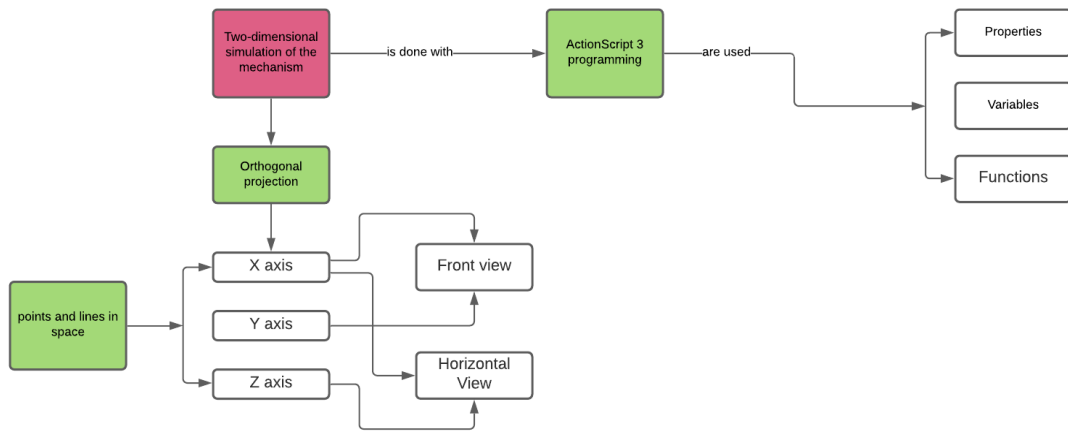 Two-dimensional
simulation of the
mechanism
is done with
ActionScript 3
programming
are used
Properties
Variables
Functions
Orthogonal
projection
points and lines in
space
X axis
Y axis
Z axis
Front view
Horizontal
View